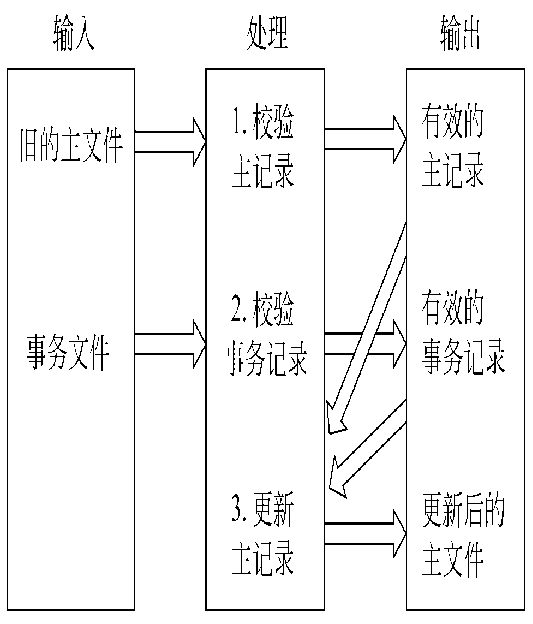 输入
处理
输出
旧的主文件
1. 校验
主记录
有效的
主记录
事务文件
2. 校验
事务记录
有效的
事务记录
3. 更新
主记录
更新后的
主文件